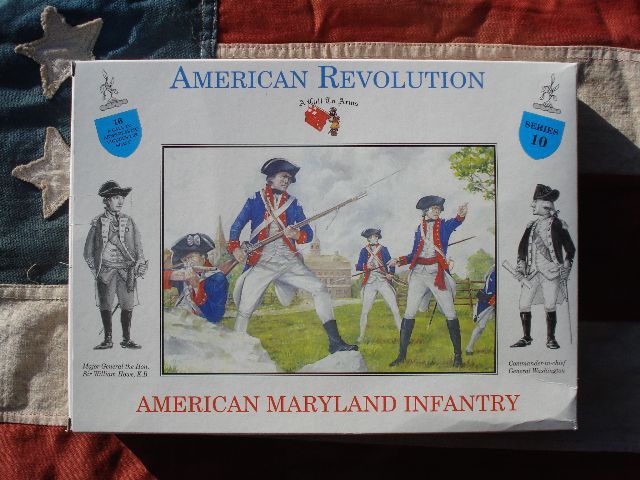 AMERICAN REVOLUTION
A Call To Arms
16
SERIES
10
Major General the Hon.
Sir William Howe, K.B.
Commander-in-chief
General Washington
AMERICAN MARYLAND INFANTRY